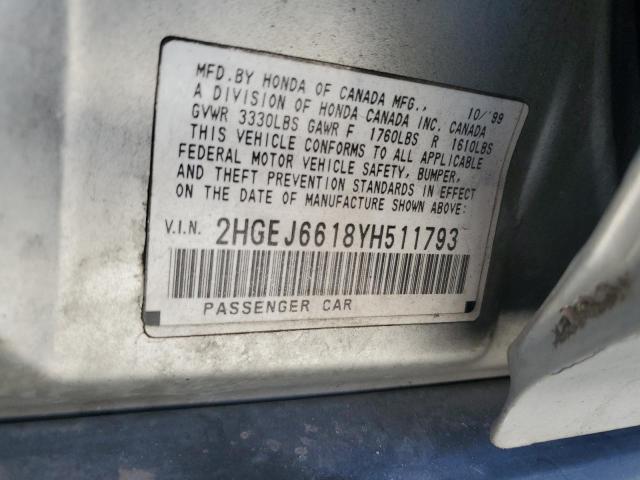 MFD.BY HONDA OF CANADA MFG., 10/'99
A DIVISION OF HONDA CANADA INC. CANADA
GVWR 3330LBS GAWR F 1760LBS R 1610LBS
THIS VEHICLE CONFORMS TO ALL APPLICABLE
FEDERAL MOTOR VEHICLE SAFETY, BUMPER,
AND THEFT PREVENTION STANDARDS IN EFFECT
ON THE DATE OF MANUFACTURE SHOWN ABOVE:
V.I.N. 2HGEJ6618YH511793
PASSENGER CAR